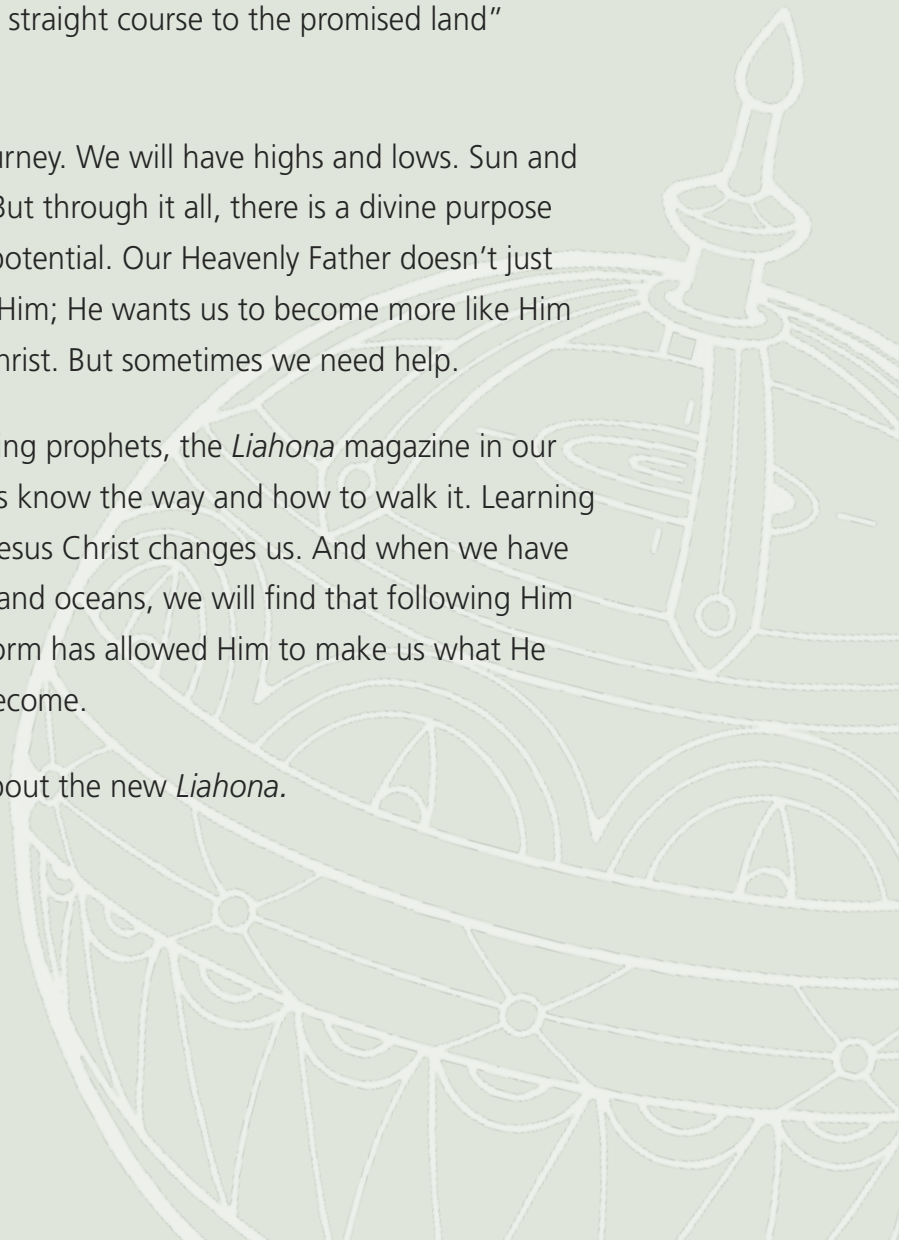 straight course to the promised land”
urney. We will have highs and lows. Sun and
But through it all, there is a divine purpose
potential. Our Heavenly Father doesn’t just
Him; He wants us to become more like Him
hrist. But sometimes we need help.
ing prophets, the Liahona magazine in our
s know the way and how to walk it. Learning
esus Christ changes us. And when we have
and oceans, we will find that following Him
orm has allowed Him to make us what He
ecome.
bout the new Liahona.